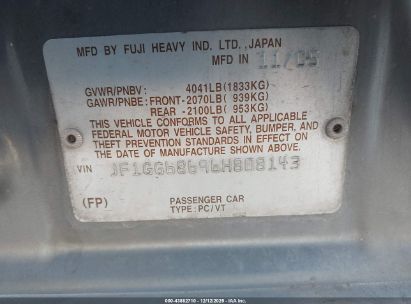 MFD BY FUJI HEAVY IND. LTD., JAPAN
MFD IN 11/05
GVWR/PNBV: 4041LB(1833KG)
GAWR/PNBE:FRONT-2070LB( 939KG)
REAR -2100LB( 953KG)
THIS VEHICLE CONFORMS TO ALL APPLICABLE
FEDERAL MOTOR VEHICLE SAFETY, BUMPER, AND
THEFT PREVENTION STANDARDS IN EFFECT ON THE
DATE OF MANUFACTURE SHOWN ABOVE.
VIN JF1GG68696H808143
(FP) PASSENGER CAR
TYPE:PC/VT